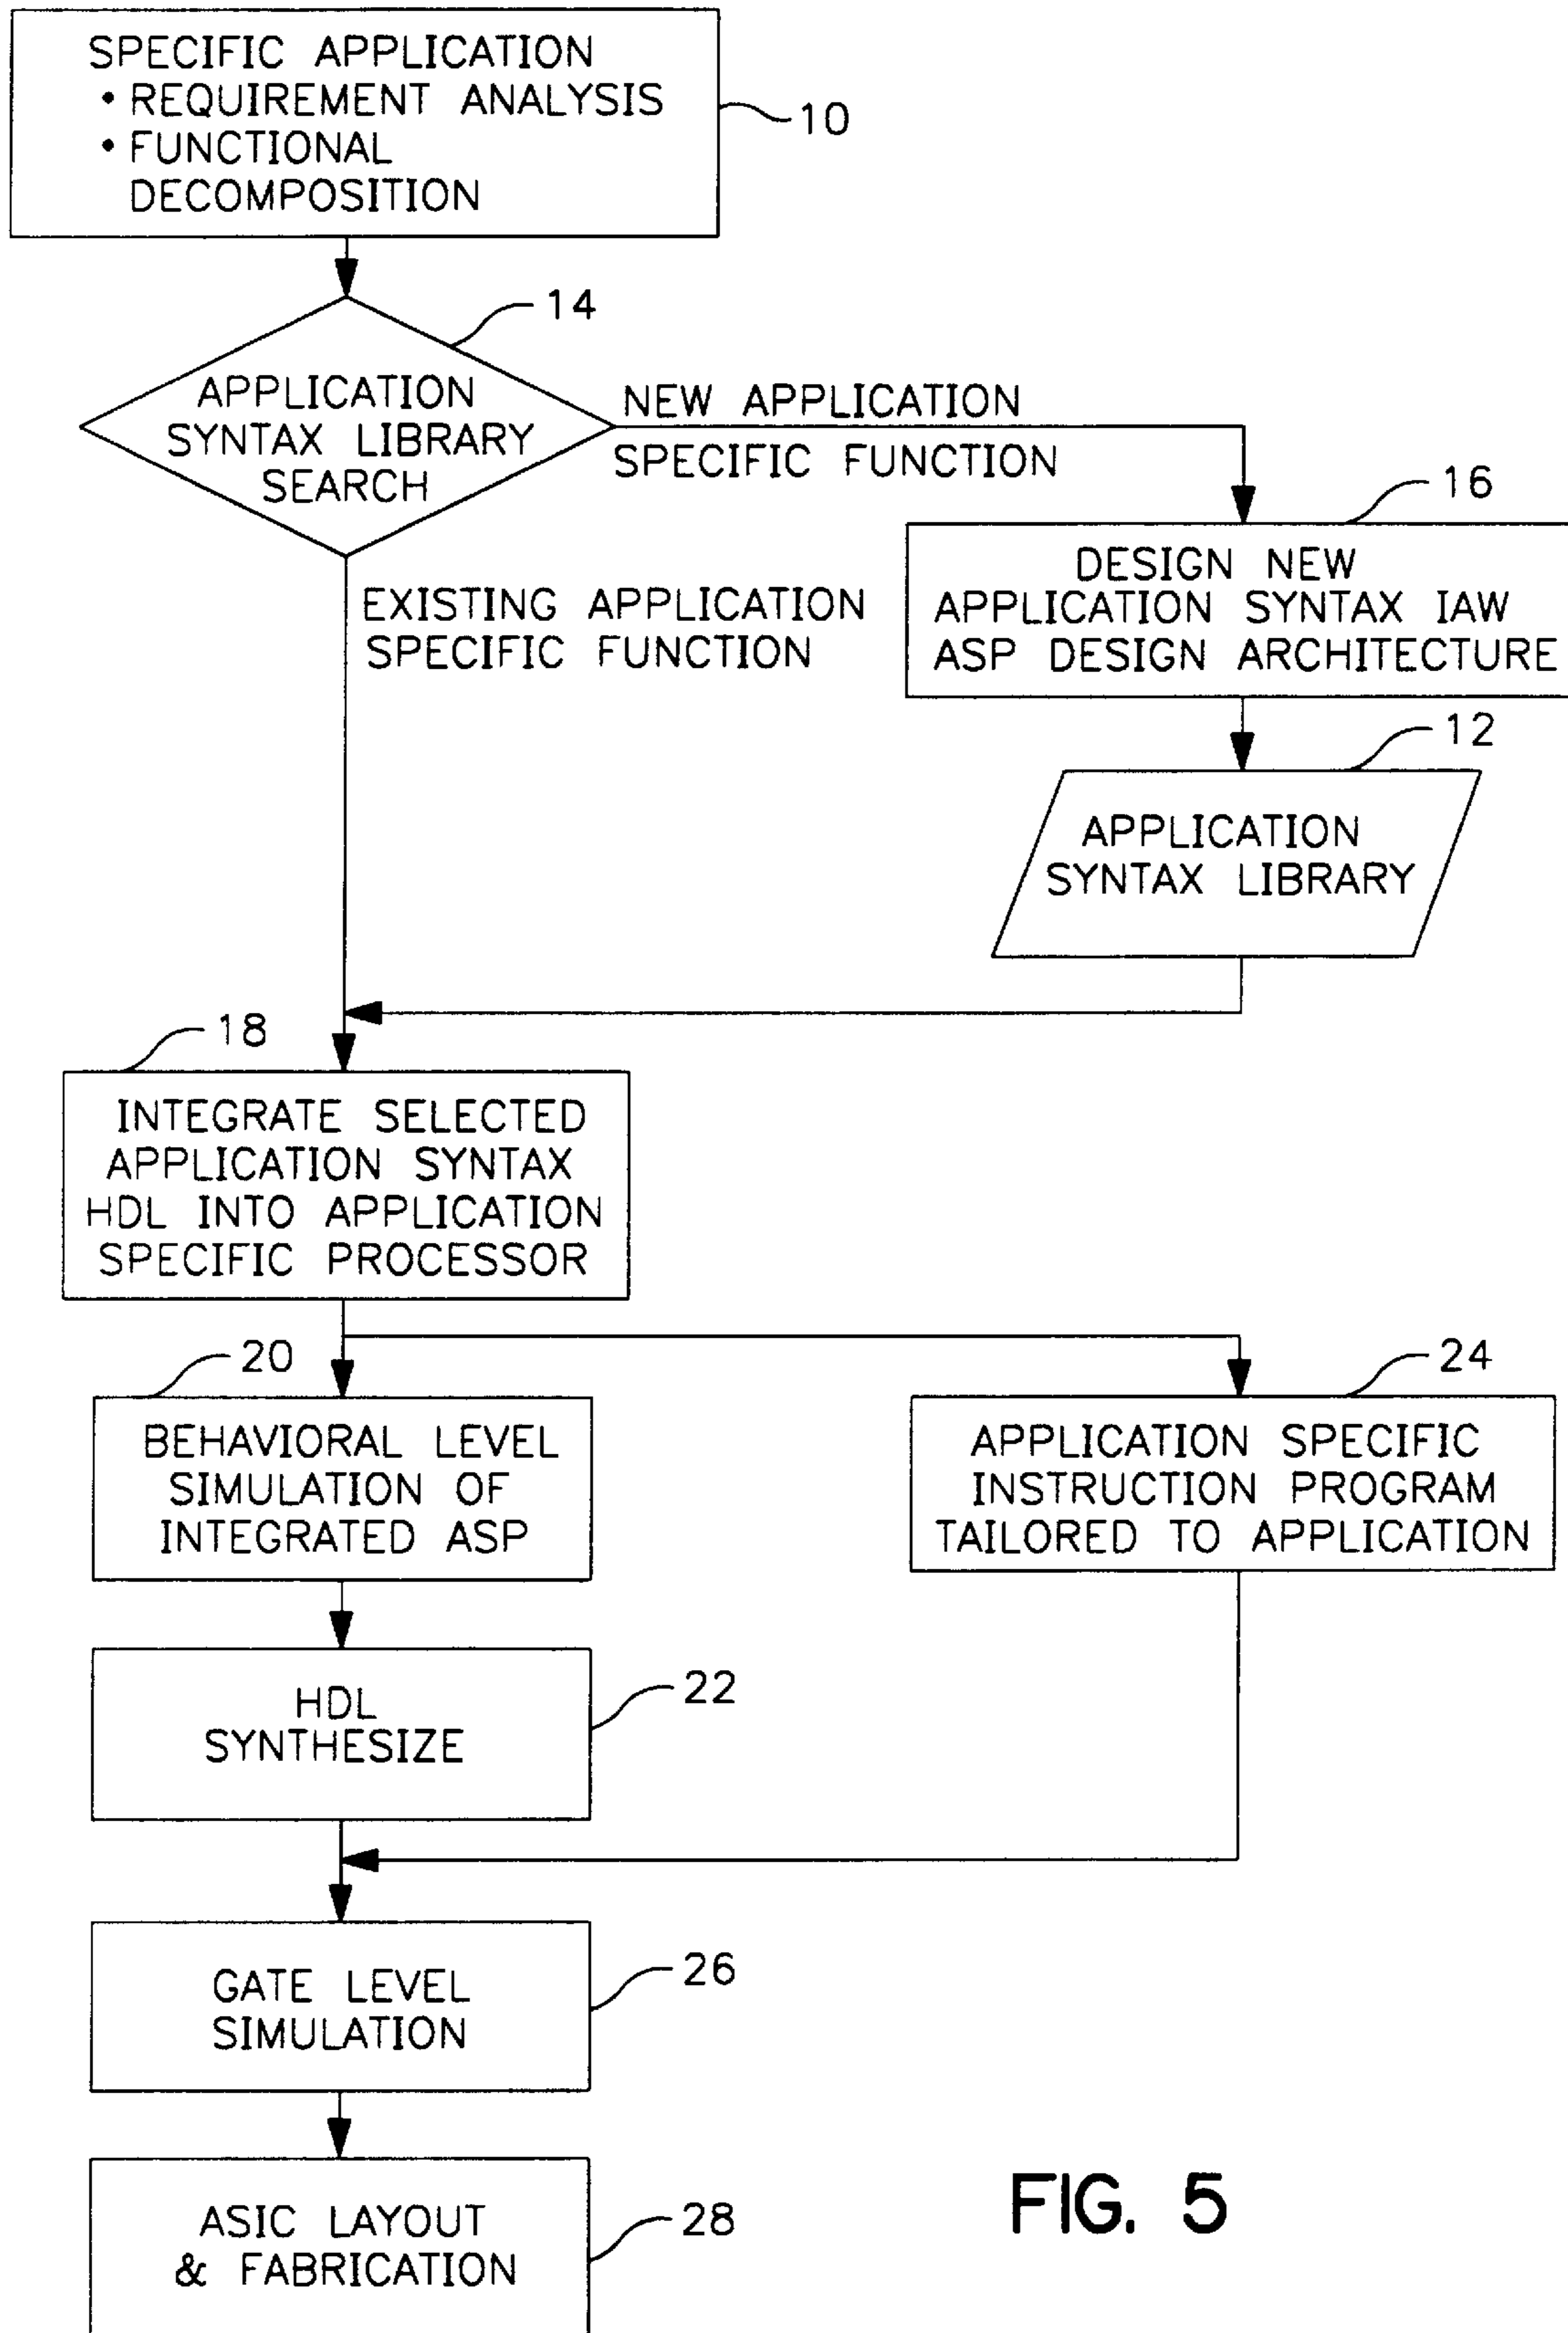 SPECIFIC APPLICATION
• REQUIREMENT ANALYSIS
• FUNCTIONAL
DECOMPOSITION
10
14
APPLICATION
SYNTAX LIBRARY
SEARCH
NEW APPLICATION
SPECIFIC FUNCTION
16
DESIGN NEW
APPLICATION SYNTAX IAW
ASP DESIGN ARCHITECTURE
EXISTING APPLICATION
SPECIFIC FUNCTION
12
APPLICATION
SYNTAX LIBRARY
18
INTEGRATE SELECTED
APPLICATION SYNTAX
HDL INTO APPLICATION
SPECIFIC PROCESSOR
20
BEHAVIORAL LEVEL
SIMULATION OF
INTEGRATED ASP
24
APPLICATION SPECIFIC
INSTRUCTION PROGRAM
TAILORED TO APPLICATION
HDL
SYNTHESIZE
22
GATE LEVEL
SIMULATION
26
ASIC LAYOUT
& FABRICATION
28
FIG. 5